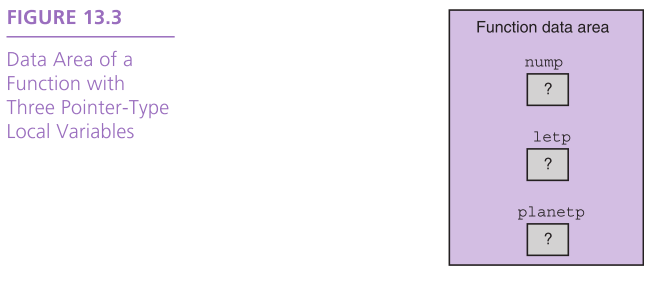 FIGURE 13.3
Data Area of a
Function with
Three Pointer-Type
Local Variables
Function data area
nump
?
letp
?
planetp
?